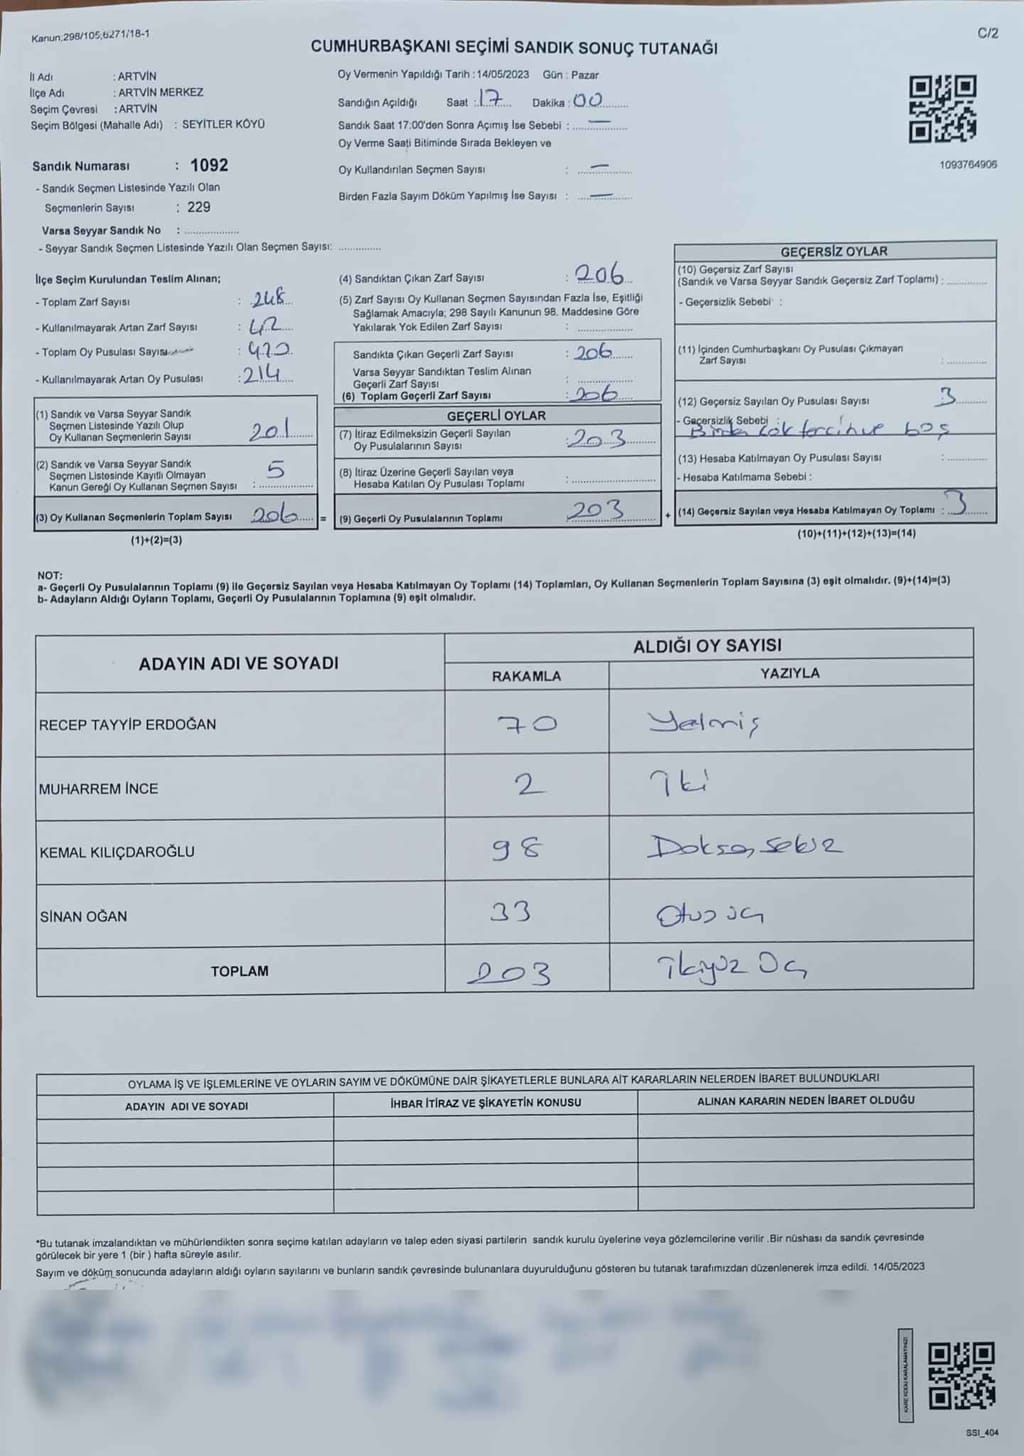 Kanun;298/105;6271/18-1
C/2
CUMHURBAŞKANI SEÇİMİ SANDIK SONUÇ TUTANAĞI
İl Adı : ARTVİN
İlçe Adı : ARTVİN MERKEZ
Seçim Çevresi : ARTVİN
Seçim Bölgesi (Mahalle Adı) : SEYİTLER KÖYÜ
Sandık Numarası : 1092
- Sandık Seçmen Listesinde Yazılı Olan
Seçmenlerin Sayısı : 229
Varsa Seyyar Sandık No : ................
- Seyyar Sandık Seçmen Listesinde Yazılı Olan Seçmen Sayısı: .............
Oy Vermenin Yapıldığı Tarih : 14/05/2023 Gün : Pazar
Sandığın Açıldığı Saat : 17 Dakika : 00
Sandık Saat 17:00'den Sonra Açımış İse Sebebi : —
Oy Verme Saati Bitiminde Sırada Bekleyen ve
Oy Kullandırılan Seçmen Sayısı : —
Birden Fazla Sayım Döküm Yapılmış İse Sayısı : —
1093764906
İlçe Seçim Kurulundan Teslim Alınan;
- Toplam Zarf Sayısı : 248
- Kullanılmayarak Artan Zarf Sayısı : 42
- Toplam Oy Pusulası Sayısı : 420
- Kullanılmayarak Artan Oy Pusulası : 214
(1) Sandık ve Varsa Seyyar Sandık
Seçmen Listesinde Yazılı Olup
Oy Kullanan Seçmenlerin Sayısı 201
(2) Sandık ve Varsa Seyyar Sandık
Seçmen Listesinde Kayıtlı Olmayan
Kanun Gereği Oy Kullanan Seçmen Sayısı : 5
(3) Oy Kullanan Seçmenlerin Toplam Sayısı 206 =
(1)+(2)=(3)
(4) Sandıktan Çıkan Zarf Sayısı : 206
(5) Zarf Sayısı Oy Kullanan Seçmen Sayısından Fazla İse, Eşitliği
Sağlamak Amacıyla; 298 Sayılı Kanunun 98. Maddesine Göre
Yakılarak Yok Edilen Zarf Sayısı :
Sandıkta Çıkan Geçerli Zarf Sayısı : 206
Varsa Seyyar Sandıktan Teslim Alınan
Geçerli Zarf Sayısı :
(6) Toplam Geçerli Zarf Sayısı : 206
GEÇERLİ OYLAR
(7) İtiraz Edilmeksizin Geçerli Sayılan
Oy Pusulalarının Sayısı : 203
(8) İtiraz Üzerine Geçerli Sayılan veya
Hesaba Katılan Oy Pusulası Toplamı :
(9) Geçerli Oy Pusulalarının Toplamı 203 +
GEÇERSİZ OYLAR
(10) Geçersiz Zarf Sayısı
(Sandık ve Varsa Seyyar Sandık Geçersiz Zarf Toplamı) :
- Geçersizlik Sebebi :
(11) İçinden Cumhurbaşkanı Oy Pusulası Çıkmayan
Zarf Sayısı :
(12) Geçersiz Sayılan Oy Pusulası Sayısı : 3
- Geçersizlik Sebebi : Birden çok tercih ve boş
(13) Hesaba Katılmayan Oy Pusulası Sayısı :
- Hesaba Katılmama Sebebi :
(14) Geçersiz Sayılan veya Hesaba Katılmayan Oy Toplamı : 3
(10)+(11)+(12)+(13)=(14)
NOT:
a- Geçerli Oy Pusulalarının Toplamı (9) ile Geçersiz Sayılan veya Hesaba Katılmayan Oy Toplamı (14) Toplamları, Oy Kullanan Seçmenlerin Toplam Sayısına (3) eşit olmalıdır. (9)+(14)=(3)
b- Adayların Aldığı Oyların Toplamı, Geçerli Oy Pusulalarının Toplamına (9) eşit olmalıdır.
ADAYIN ADI VE SOYADI
ALDIĞI OY SAYISI
RAKAMLA YAZIYLA
RECEP TAYYİP ERDOĞAN 70 Yetmiş
MUHARREM İNCE 2 İki
KEMAL KILIÇDAROĞLU 98 Doksan sekiz
SİNAN OĞAN 33 Otuz üç
TOPLAM 203 İkiyüz Üç
OYLAMA İŞ VE İŞLEMLERİNE VE OYLARIN SAYIM VE DÖKÜMÜNE DAİR ŞİKAYETLERLE BUNLARA AİT KARARLARIN NELERDEN İBARET BULUNDUKLARI
ADAYIN ADI VE SOYADI İHBAR İTİRAZ VE ŞİKAYETİN KONUSU ALINAN KARARIN NEDEN İBARET OLDUĞU
*Bu tutanak imzalandıktan ve mühürlendikten sonra seçime katılan adayların ve talep eden siyasi partilerin sandık kurulu üyelerine veya gözlemcilerine verilir .Bir nüshası da sandık çevresinde
görülecek bir yere 1 (bir ) hafta süreyle asılır.
Sayım ve döküm sonucunda adayların aldığı oyların sayılarını ve bunların sandık çevresinde bulunanlara duyurulduğunu gösteren bu tutanak tarafımızdan düzenlenerek imza edildi. 14/05/2023
KARE KODU KARALAMAYINIZ!
SSI_404